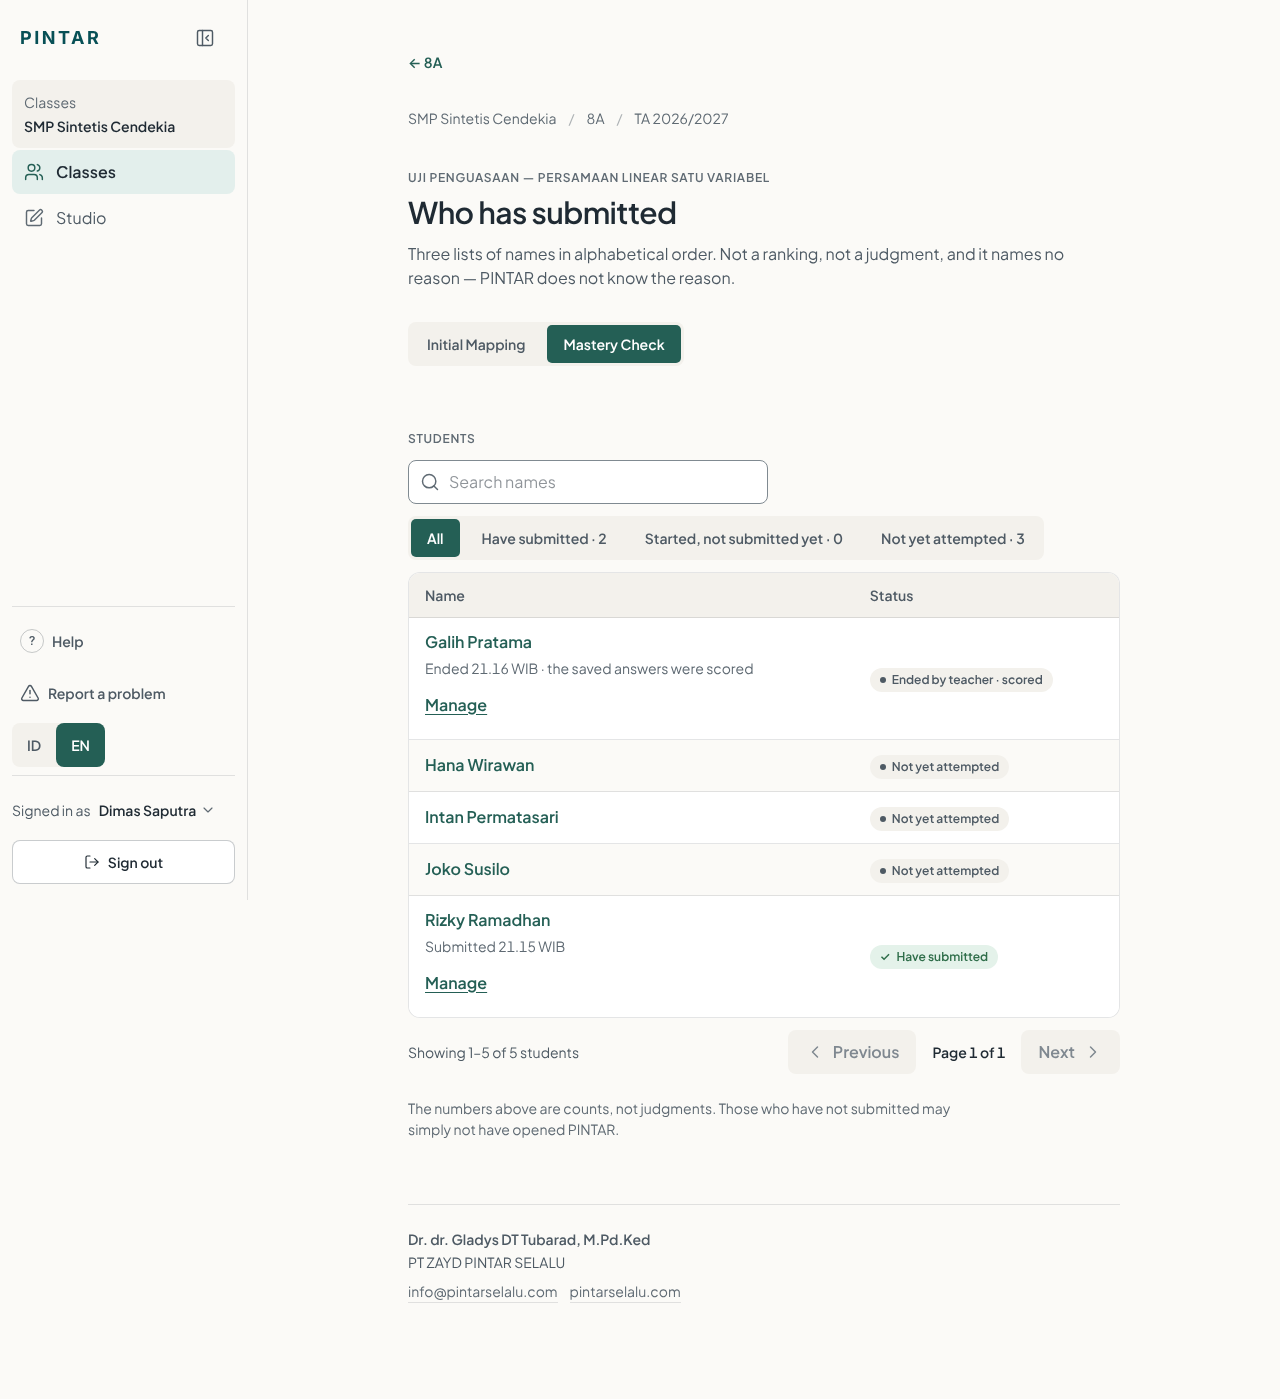 PINTAR
Classes
SMP Sintetis Cendekia
Classes
Studio
? Help
Report a problem
ID EN
Signed in as Dimas Saputra
Sign out
← 8A
SMP Sintetis Cendekia / 8A / TA 2026/2027
UJI PENGUASAAN — PERSAMAAN LINEAR SATU VARIABEL
Who has submitted
Three lists of names in alphabetical order. Not a ranking, not a judgment, and it names no
reason — PINTAR does not know the reason.
Initial Mapping Mastery Check
STUDENTS
Search names
All Have submitted · 2 Started, not submitted yet · 0 Not yet attempted · 3
Name Status
Galih Pratama
Ended 21.16 WIB · the saved answers were scored
Manage
Ended by teacher · scored
Hana Wirawan Not yet attempted
Intan Permatasari Not yet attempted
Joko Susilo Not yet attempted
Rizky Ramadhan
Submitted 21.15 WIB
Manage
Have submitted
Showing 1–5 of 5 students Previous Page 1 of 1 Next
The numbers above are counts, not judgments. Those who have not submitted may
simply not have opened PINTAR.
Dr. dr. Gladys DT Tubarad, M.Pd.Ked
PT ZAYD PINTAR SELALU
info@pintarselalu.com pintarselalu.com